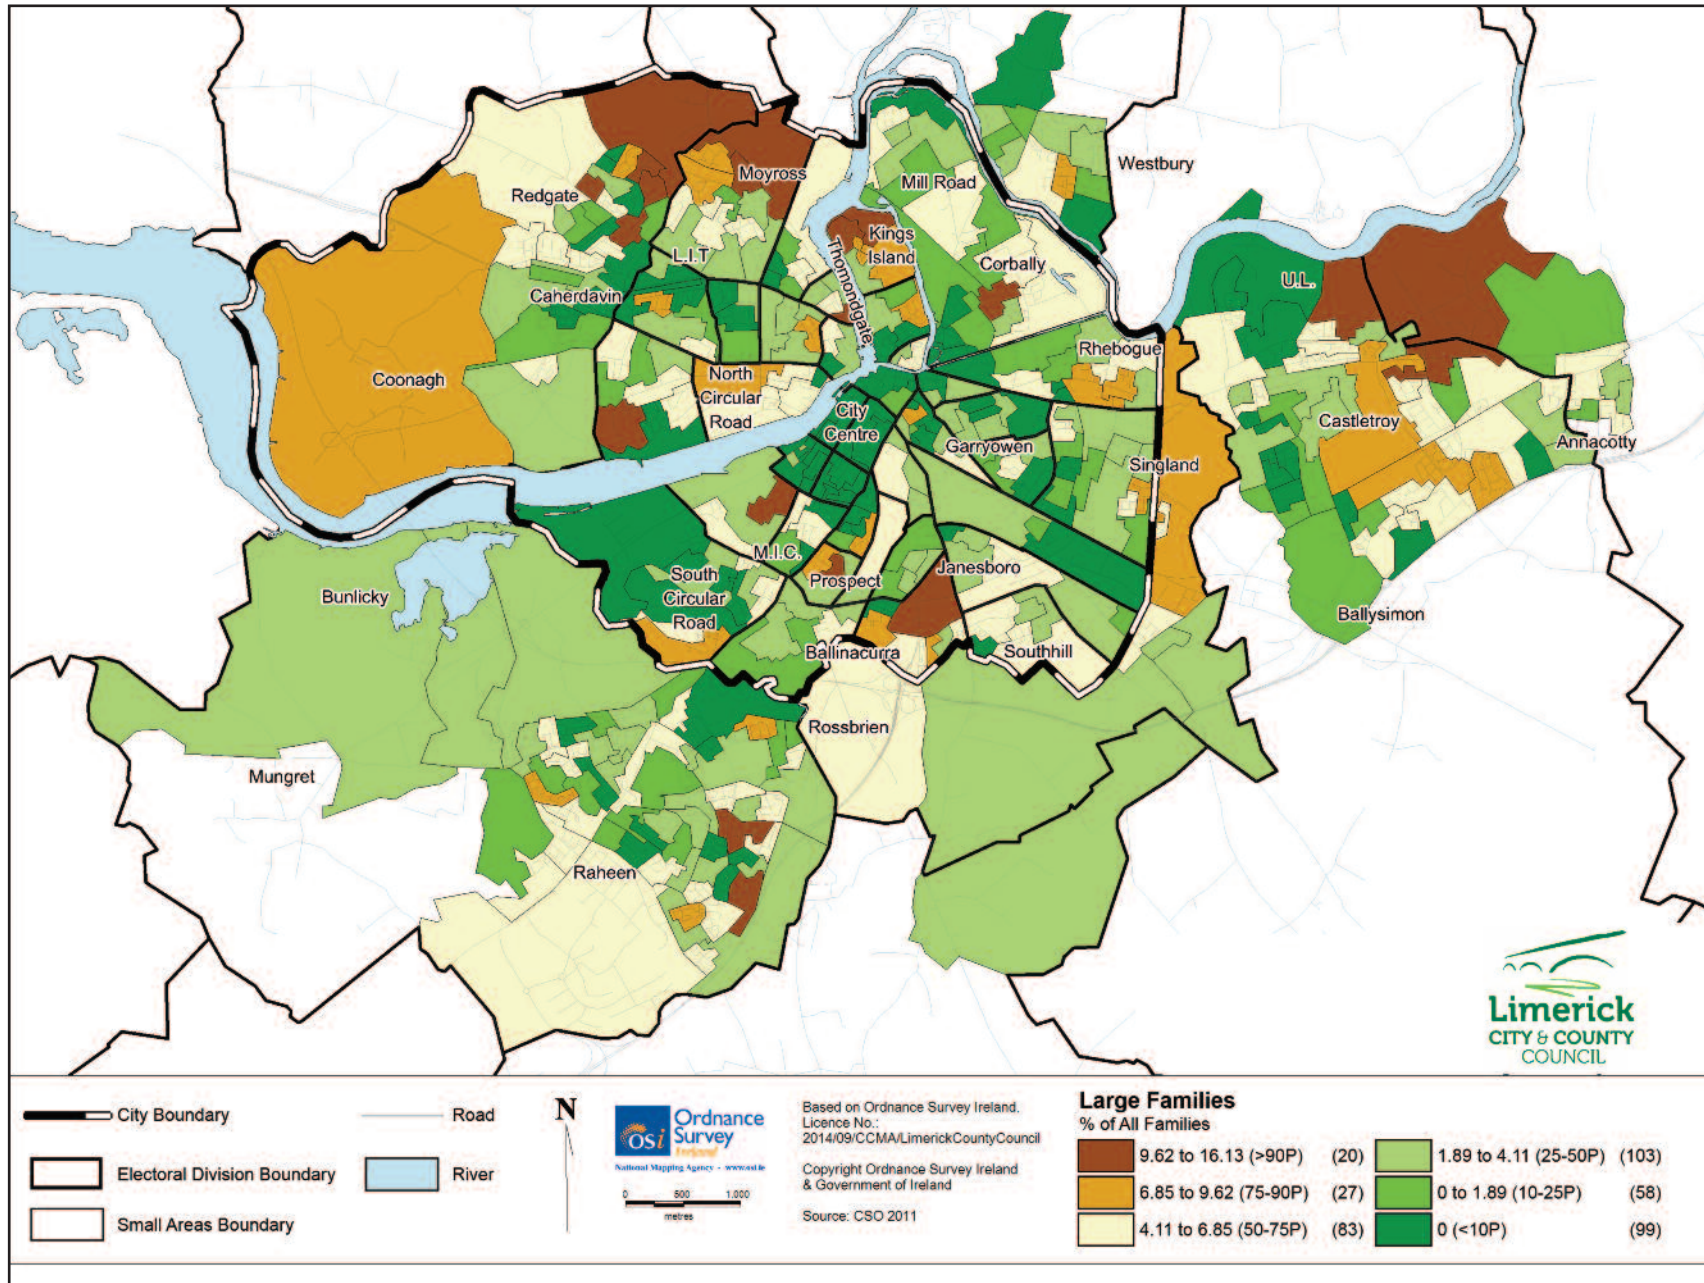 Westbury
Moyross
Mill Road
Redgate
Kings
Island
L.I.T
Corbally
U.L.
Thomondgate
Caherdavin
Rhebogue
Coonagh
North
Circular
Road
City
Centre
Castletroy
Annacotty
Garryowen
Singland
M.I.C.
Janesboro
South
Circular
Road
Prospect
Bunlicky
Ballysimon
Ballinacurra
Southhill
Rossbrien
Mungret
Raheen
Limerick
CITY & COUNTY
COUNCIL
City Boundary
Road
Electoral Division Boundary
River
Small Areas Boundary
N
OSi
Ordnance
Survey
Ireland
National Mapping Agency - www.osi.ie
0 500 1,000
metres
Based on Ordnance Survey Ireland.
Licence No.:
2014/09/CCMA/LimerickCountyCouncil
Copyright Ordnance Survey Ireland
& Government of Ireland
Source: CSO 2011
Large Families
% of All Families
9.62 to 16.13 (>90P) (20)
6.85 to 9.62 (75-90P) (27)
4.11 to 6.85 (50-75P) (83)
1.89 to 4.11 (25-50P) (103)
0 to 1.89 (10-25P) (58)
0 (<10P) (99)